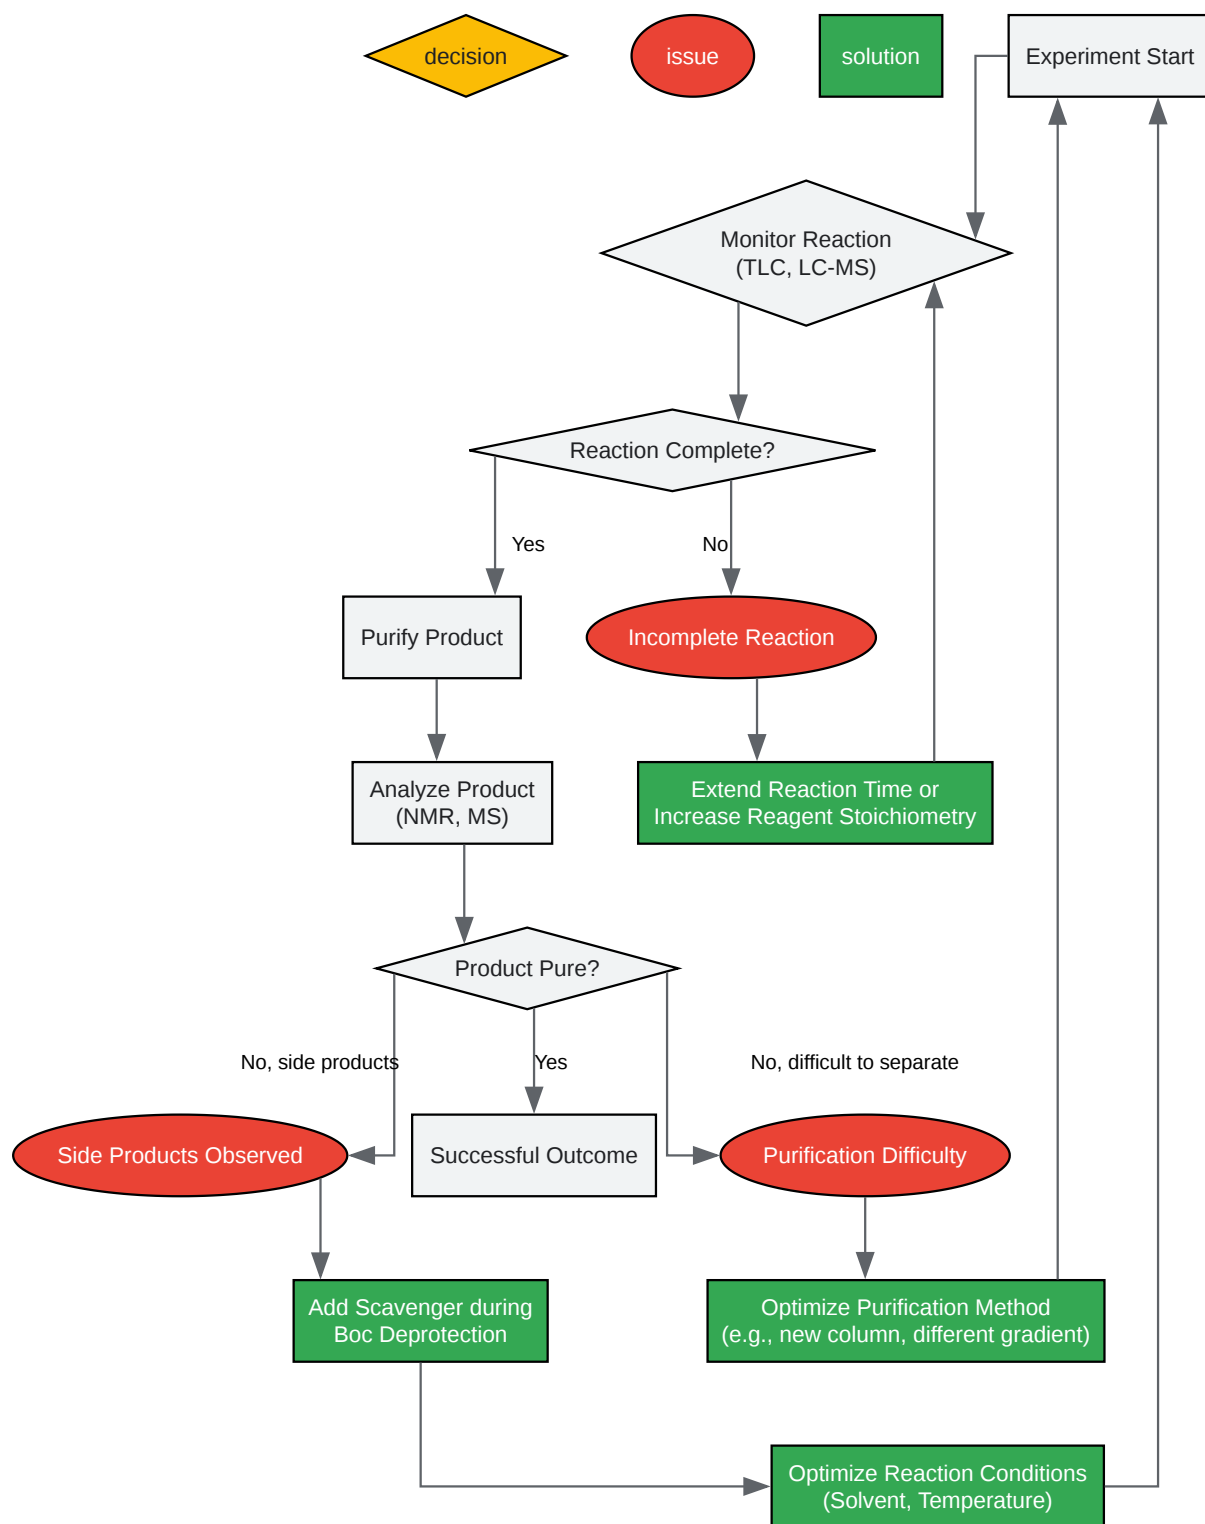 decision
issue
solution
Experiment Start
Monitor Reaction
(TLC, LC-MS)
Reaction Complete?
Yes
No
Purify Product
Incomplete Reaction
Analyze Product
(NMR, MS)
Extend Reaction Time or
Increase Reagent Stoichiometry
Product Pure?
No, side products
Yes
No, difficult to separate
Side Products Observed
Successful Outcome
Purification Difficulty
Add Scavenger during
Boc Deprotection
Optimize Purification Method
(e.g., new column, different gradient)
Optimize Reaction Conditions
(Solvent, Temperature)